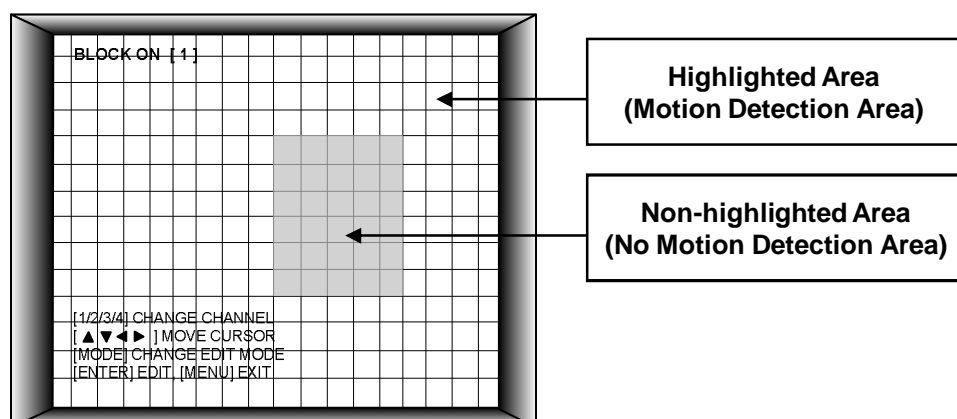 BLOCK ON [ 1 ]
Highlighted Area
(Motion Detection Area)
Non-highlighted Area
(No Motion Detection Area)
[1/2/3/4] CHANGE CHANNEL
[ ▲ ▼ ◀ ▶ ] MOVE CURSOR
[MODE] CHANGE EDIT MODE
[ENTER] EDIT, [MENU] EXIT